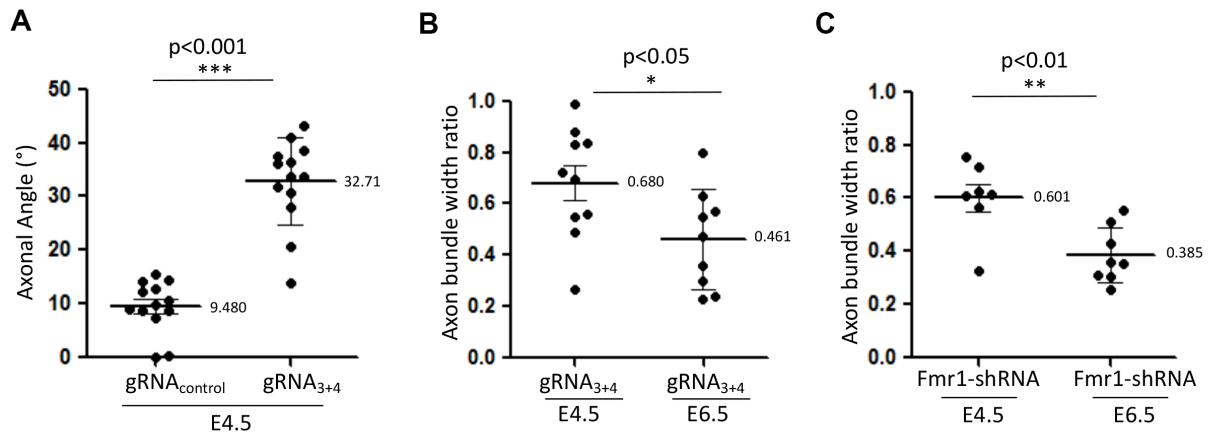 A
p<0.001
***
Axonal Angle (°)
50
40
30
20
10
0
32.71
9.480
gRNAcontrol
gRNA3+4
E4.5
B
p<0.05
*
Axon bundle width ratio
1.0
0.8
0.6
0.4
0.2
0.0
0.680
0.461
gRNA3+4
gRNA3+4
E4.5
E6.5
C
p<0.01
**
Axon bundle width ratio
1.0
0.8
0.6
0.4
0.2
0.0
0.601
0.385
Fmr1-shRNA
Fmr1-shRNA
E4.5
E6.5